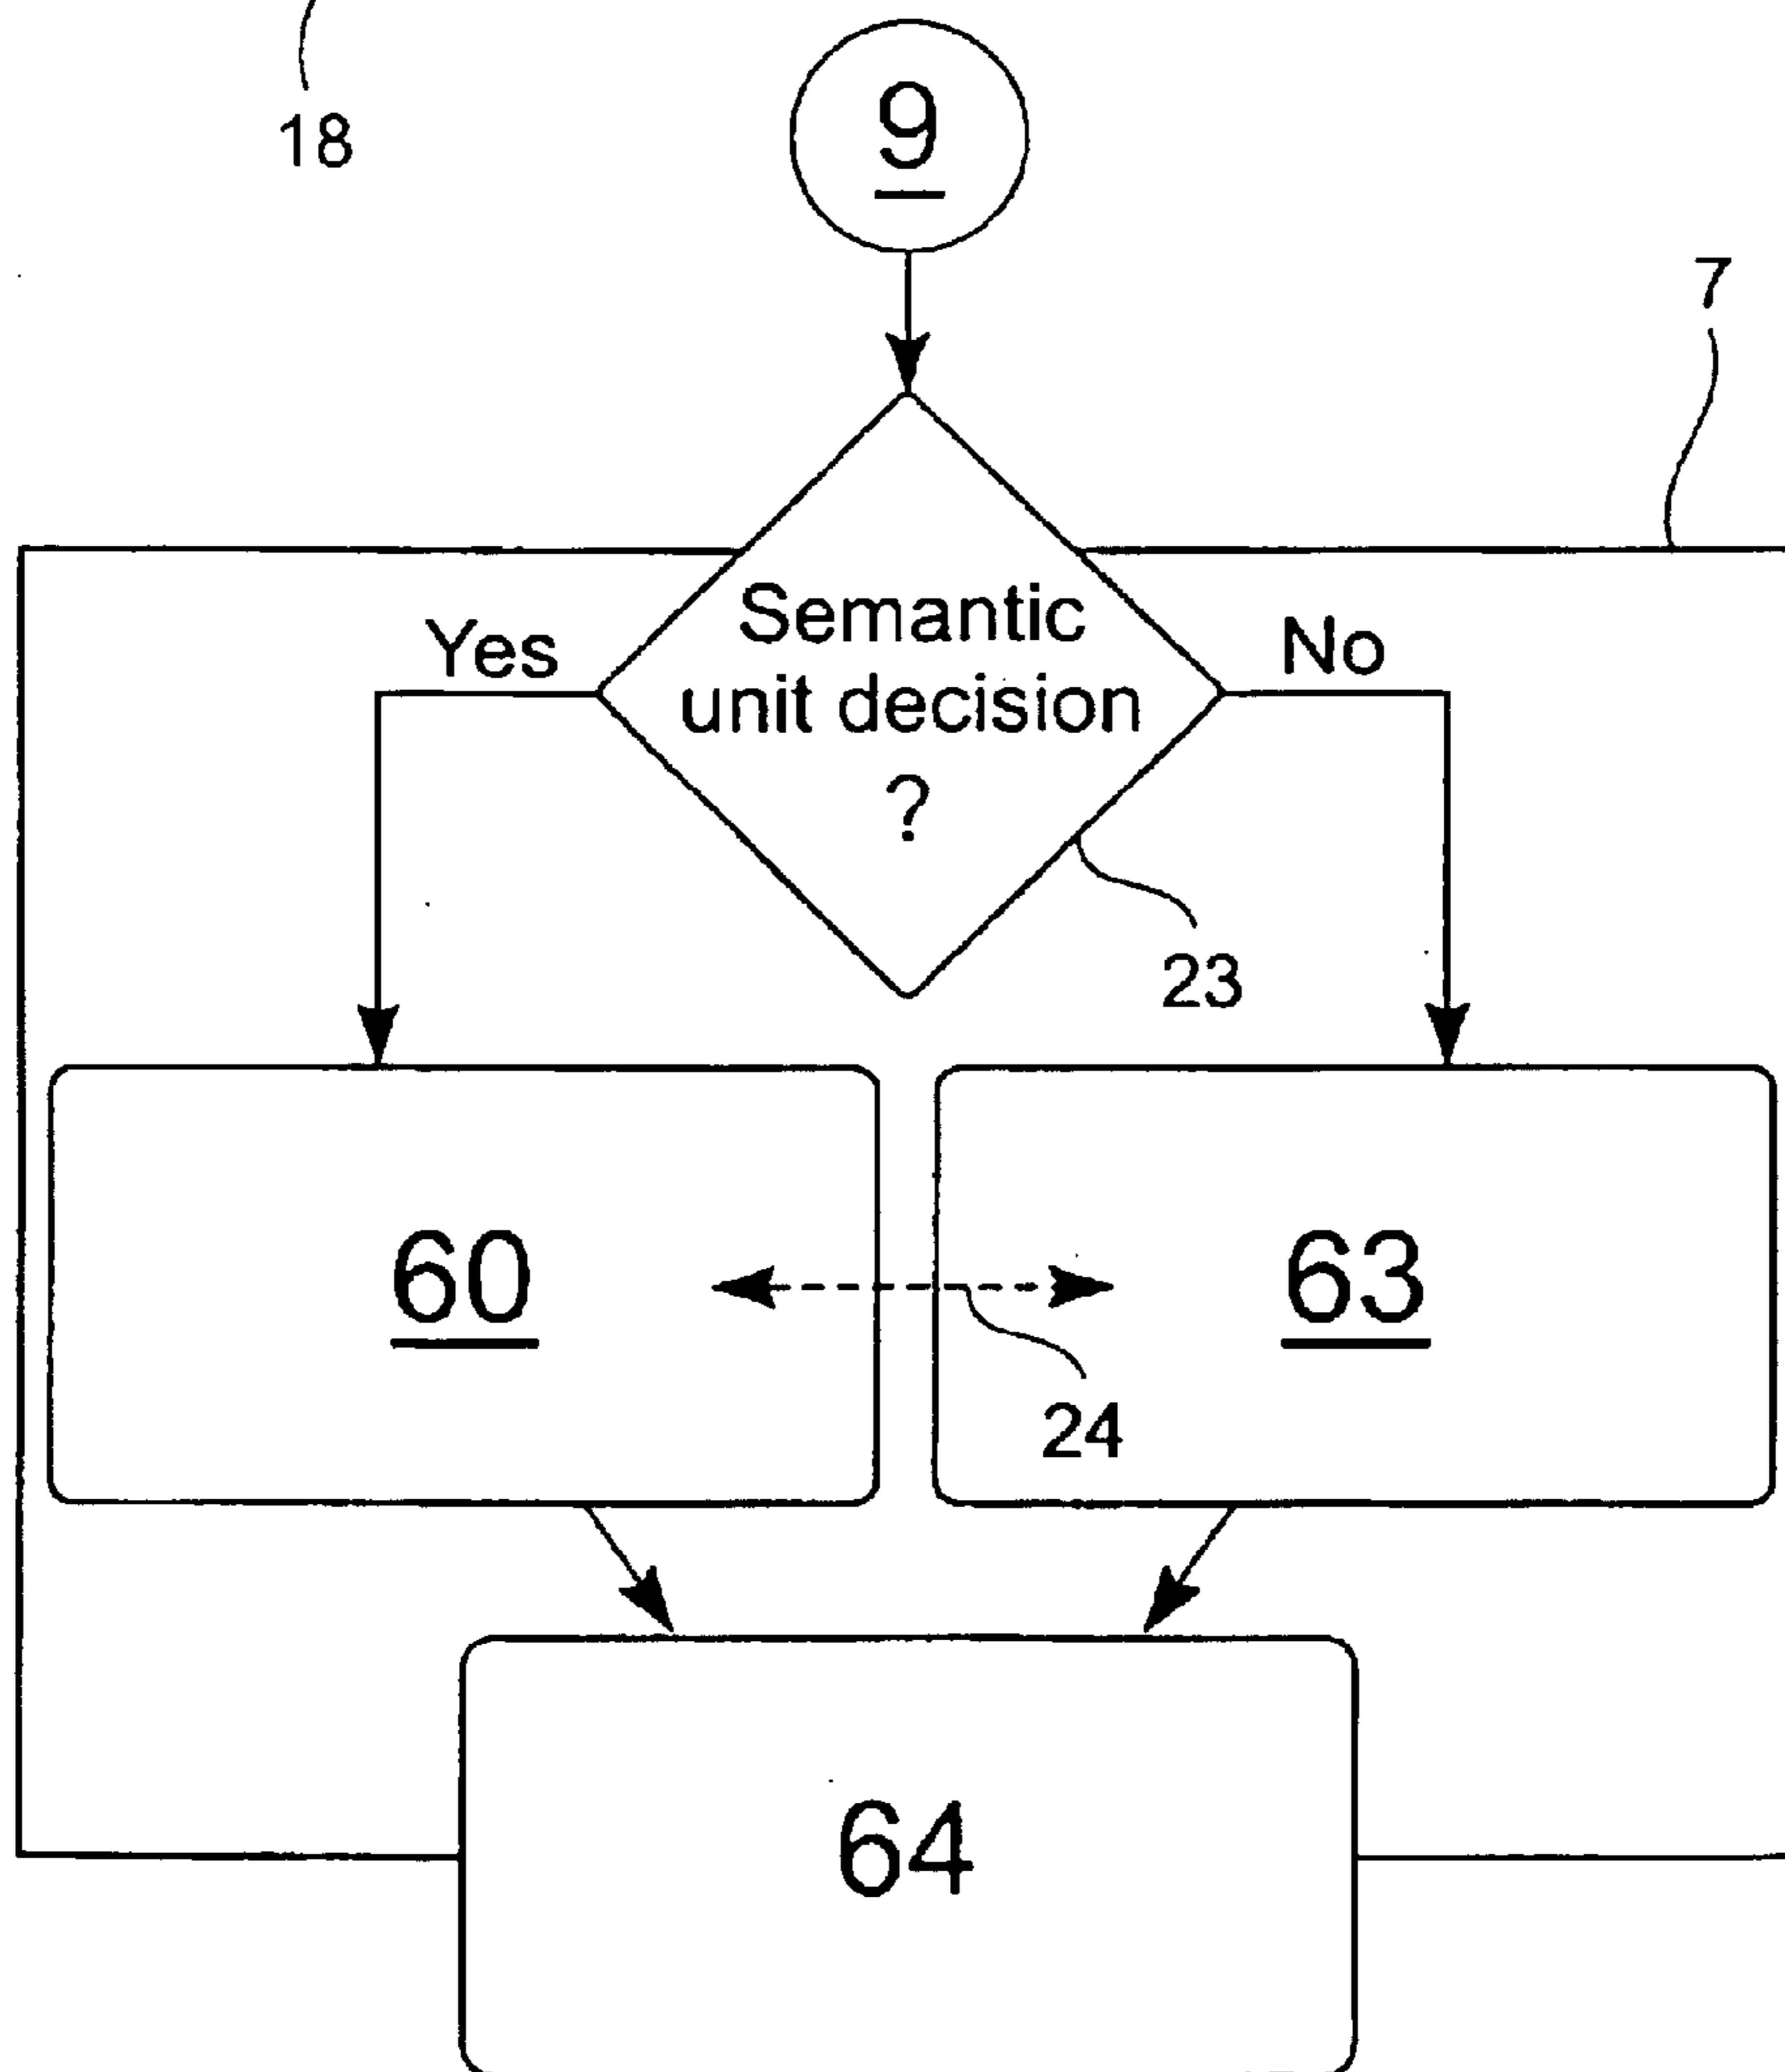 18
9
7
Yes
Semantic
unit decision
?
No
23
60
63
24
64